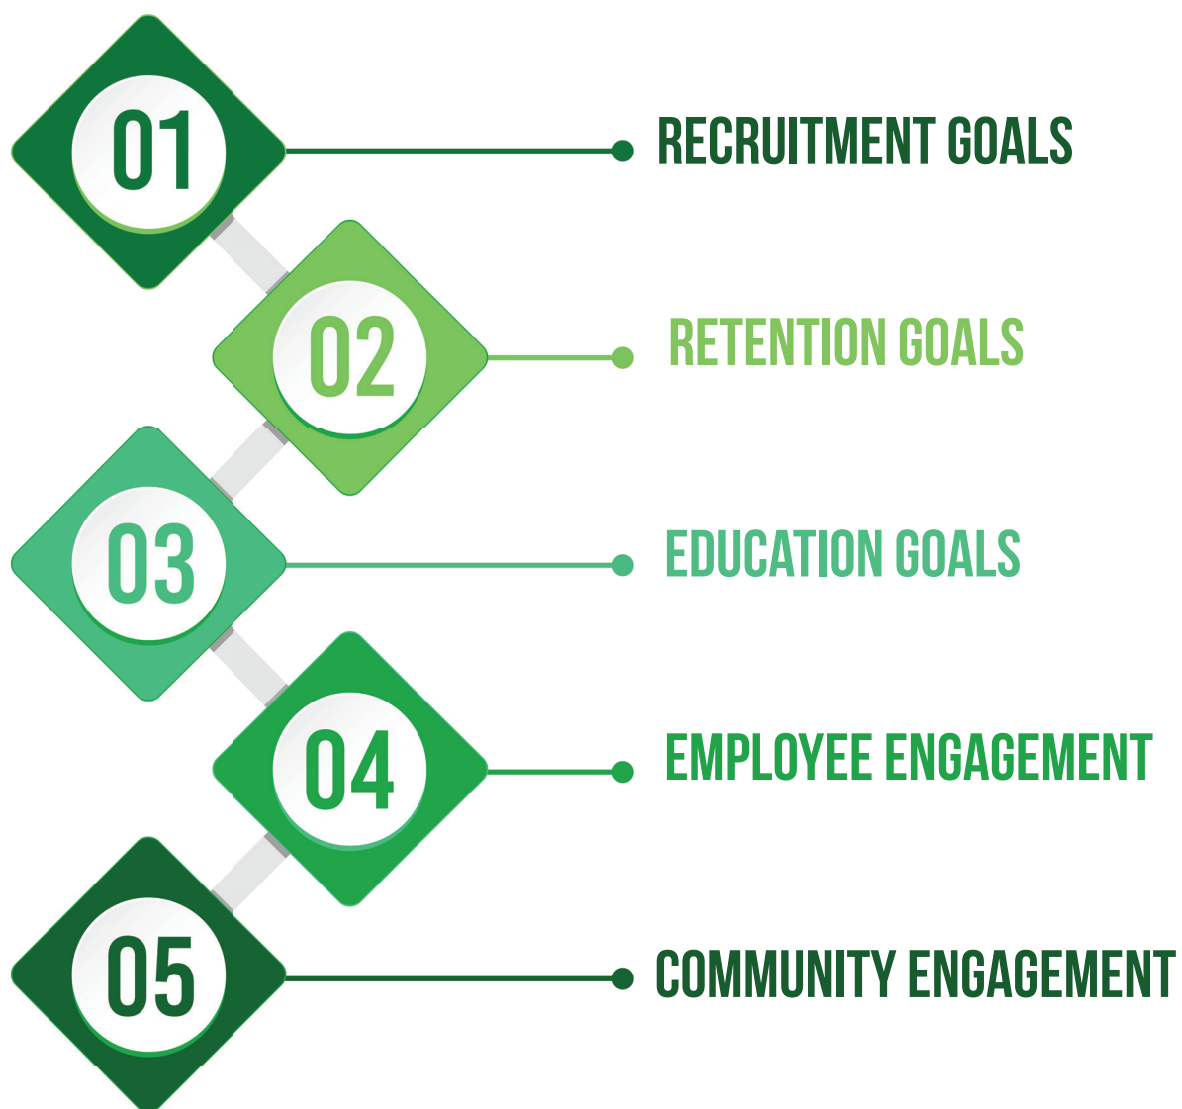 01 RECRUITMENT GOALS
02 RETENTION GOALS
03 EDUCATION GOALS
04 EMPLOYEE ENGAGEMENT
05 COMMUNITY ENGAGEMENT